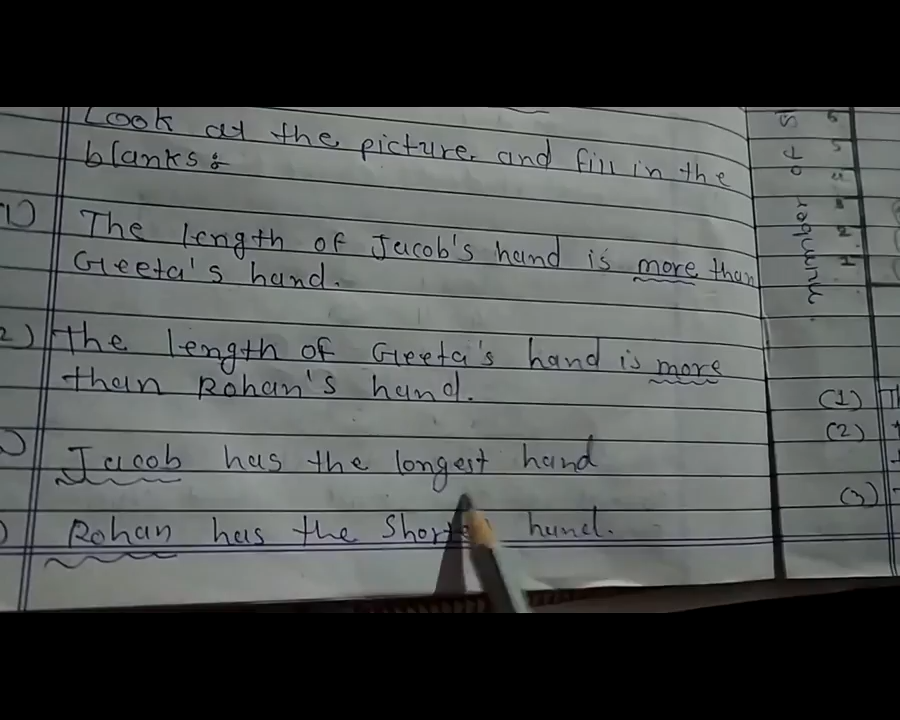 Look at the picture and fill in the
blanks :
1) The length of Jacob's hand is more than
Geeta's hand.
2) The length of Geeta's hand is more
than Rohan's hand.
Jacob has the longest hand
Rohan has the hand.
(1)
(2)
(3)